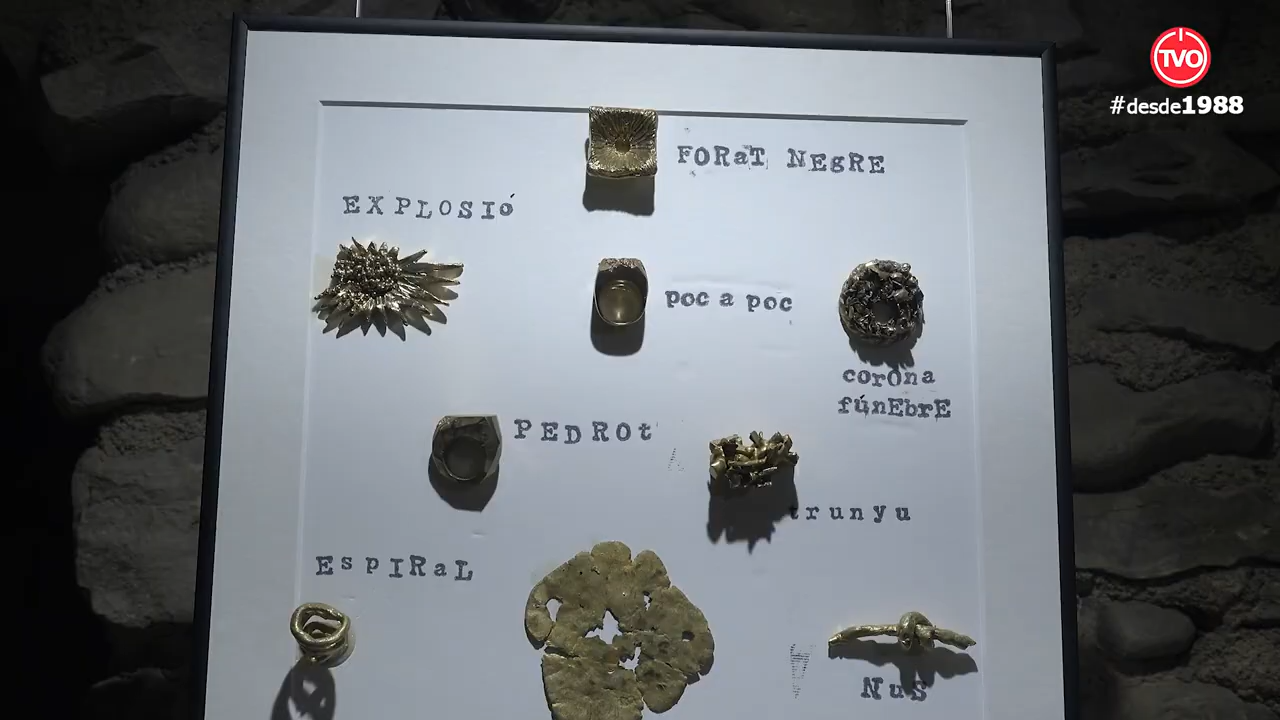 TVO
#desde1988
FORaT NEgRE
EXPLOSIÓ
poc a poc
corona
fúnEbrE
PEDROt
trunyu
EspIRaL
NuS